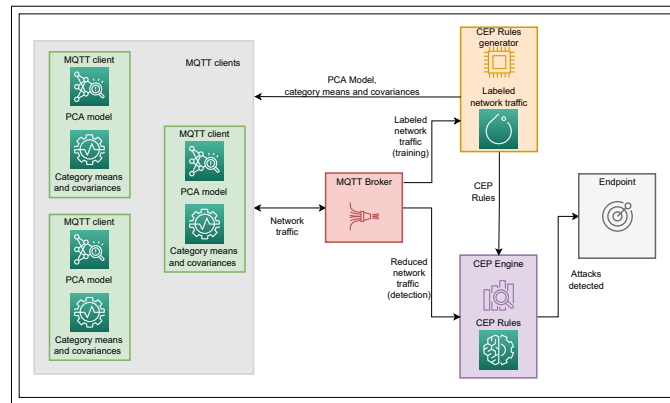 MQTT clients
MQTT client
PCA model
Category means
and covariances
MQTT client
PCA model
Category means
and covariances
MQTT client
PCA model
Category means
and covariances
PCA Model,
category means and covariances
Network
traffic
MQTT Broker
Labeled
network
traffic
(training)
Reduced
network
traffic
(detection)
CEP Rules
generator
Labeled
network traffic
CEP
Rules
CEP Engine
CEP Rules
Attacks
detected
Endpoint